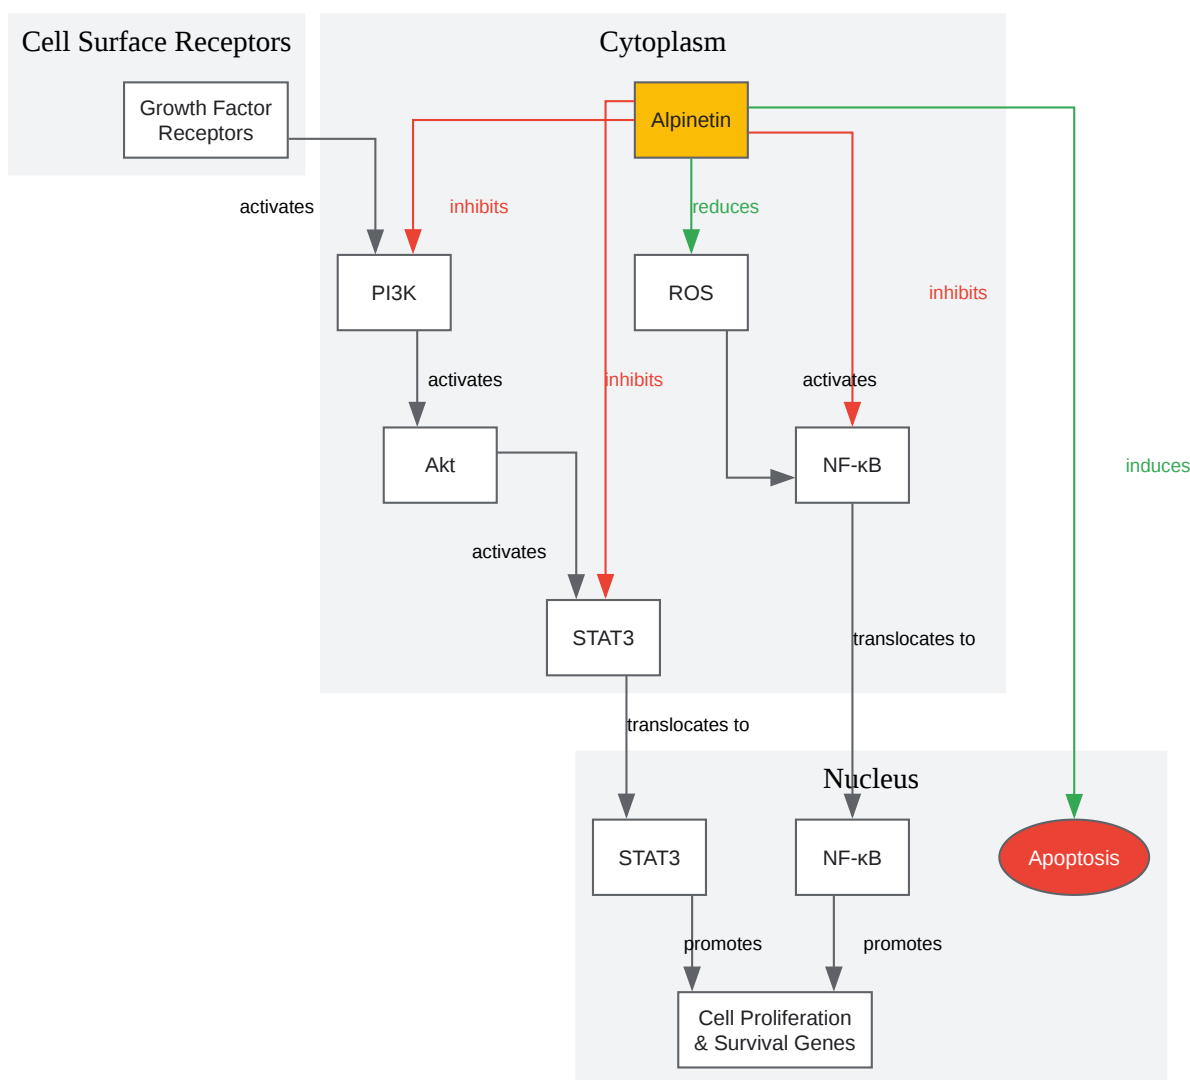 Cell Surface Receptors
Cytoplasm
Growth Factor
Receptors
Alpinetin
activates
inhibits
reduces
PI3K
ROS
inhibits
activates
inhibits
activates
Akt
NF-κB
induces
activates
STAT3
translocates to
translocates to
Nucleus
STAT3
NF-κB
Apoptosis
promotes
promotes
Cell Proliferation
& Survival Genes